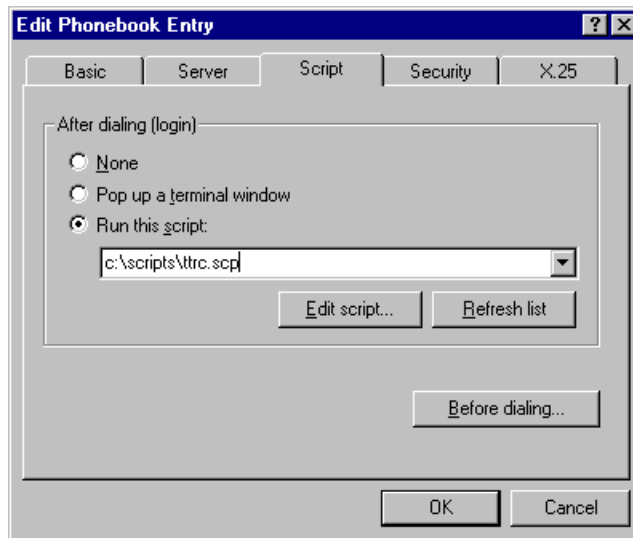 Edit Phonebook Entry
Basic Server Script Security X.25
After dialing (login)
None
Pop up a terminal window
Run this script:
c:\scripts\ttrc.scp
Edit script... Refresh list
Before dialing...
OK Cancel